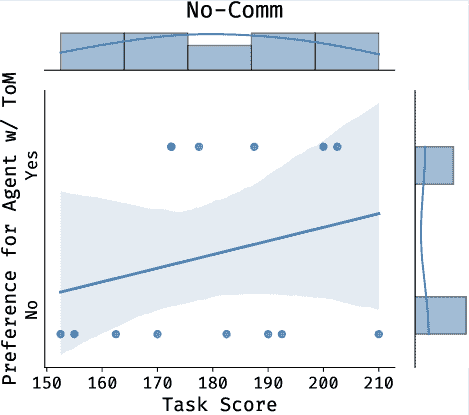 No-Comm
Preference for Agent w/ ToM
Yes
No
150 160 170 180 190 200 210
Task Score